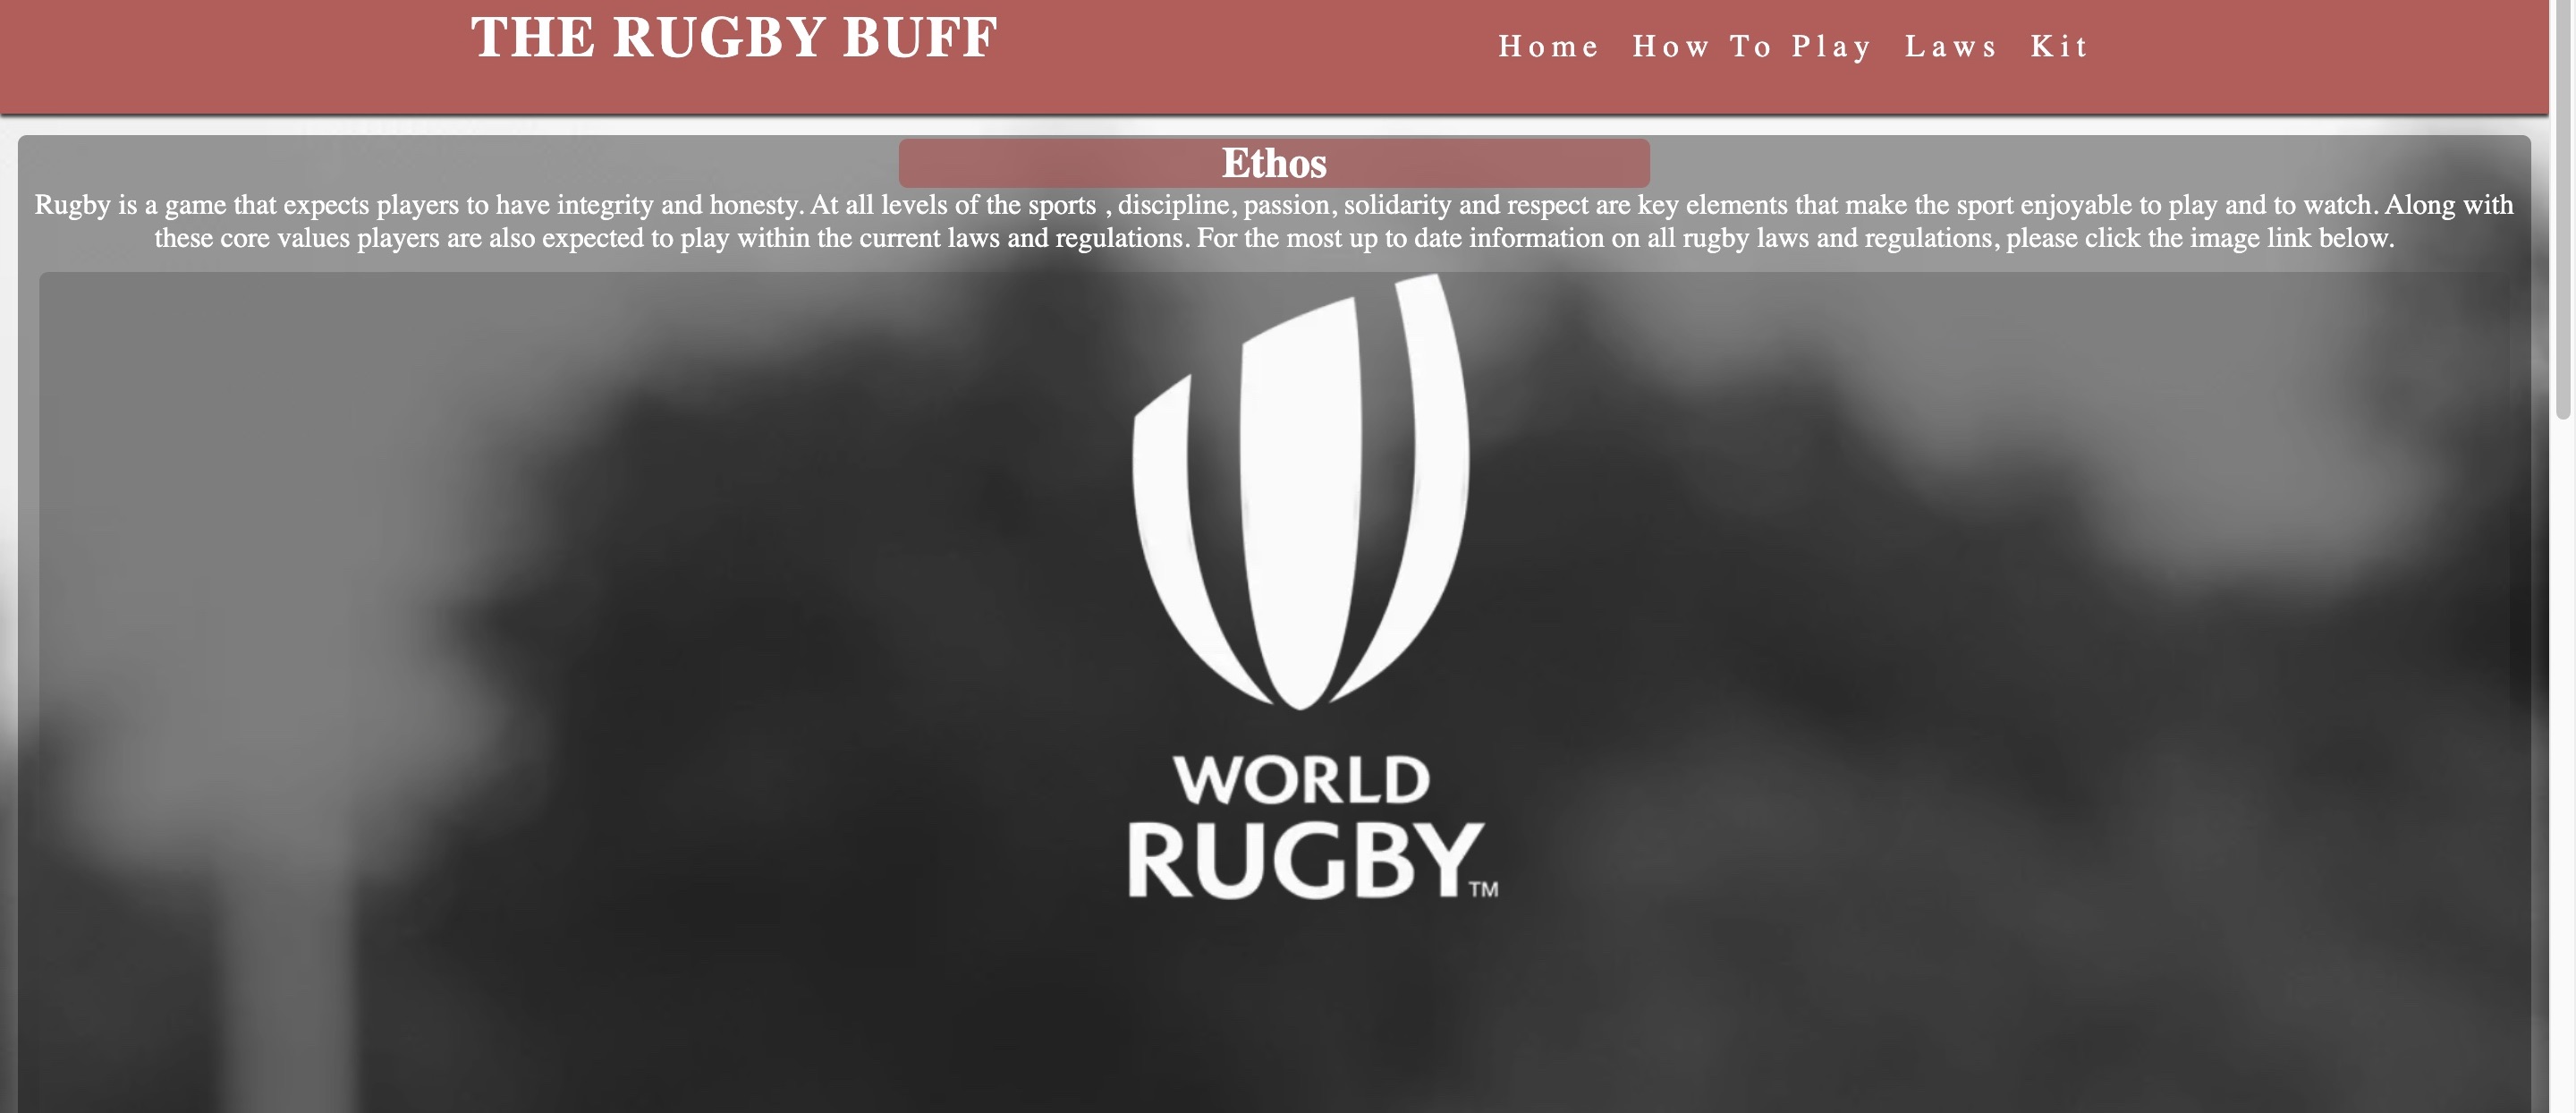 THE RUGBY BUFF
Home How To Play Laws Kit
Ethos
Rugby is a game that expects players to have integrity and honesty. At all levels of the sports , discipline, passion, solidarity and respect are key elements that make the sport enjoyable to play and to watch. Along with
these core values players are also expected to play within the current laws and regulations. For the most up to date information on all rugby laws and regulations, please click the image link below.
WORLD
RUGBY™